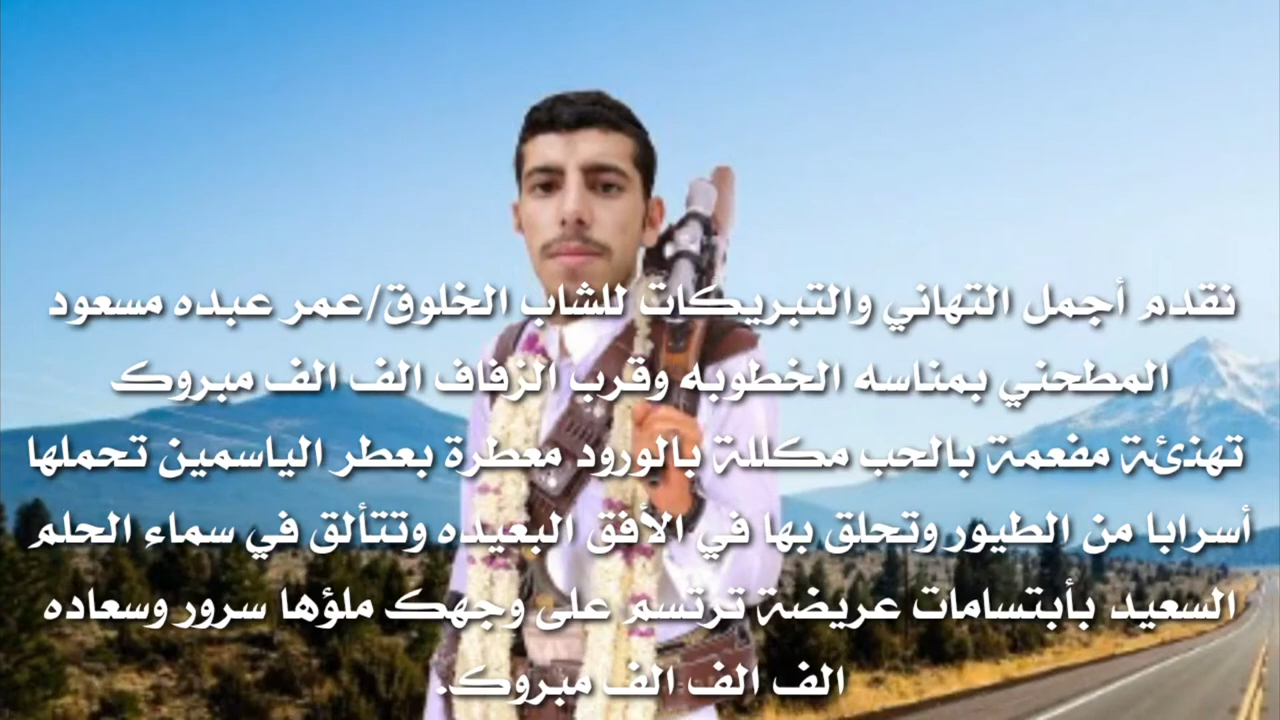 نقدم أجمل التهاني والتبريكات للشاب الخلوق/عمر عبده مسعود
المطحني بمناسه الخطوبه وقرب الزفاف الف الف مبروك
تهنئة مفعمة بالحب مكللة بالورود معطرة بعطر الياسمين تحملها
أسرابا من الطيور وتحلق بها في الأفق البعيده وتتألق في سماء الحلم
السعيد بأبتسامات عريضة ترتسم على وجهك ملؤها سرور وسعاده
الف الف الف مبروك.